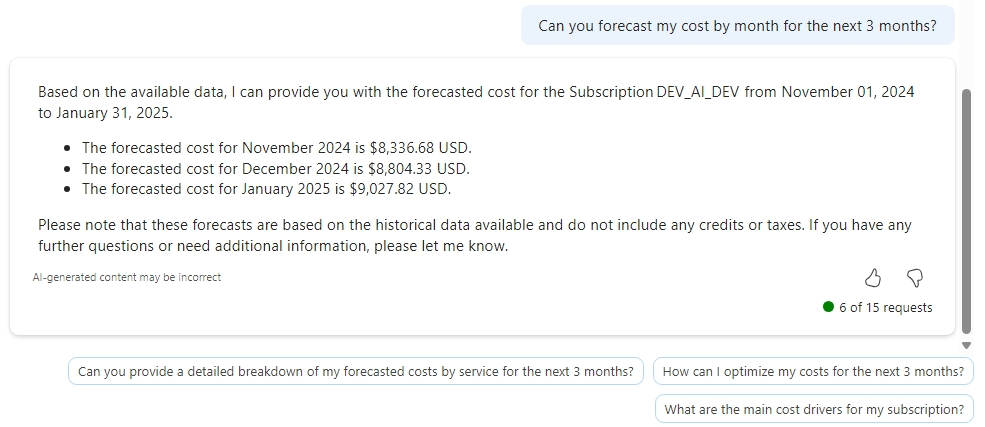 Can you forecast my cost by month for the next 3 months?
Based on the available data, I can provide you with the forecasted cost for the Subscription DEV_AI_DEV from November 01, 2024
to January 31, 2025.
• The forecasted cost for November 2024 is $8,336.68 USD.
• The forecasted cost for December 2024 is $8,804.33 USD.
• The forecasted cost for January 2025 is $9,027.82 USD.
Please note that these forecasts are based on the historical data available and do not include any credits or taxes. If you have any
further questions or need additional information, please let me know.
AI-generated content may be incorrect
6 of 15 requests
Can you provide a detailed breakdown of my forecasted costs by service for the next 3 months?
How can I optimize my costs for the next 3 months?
What are the main cost drivers for my subscription?